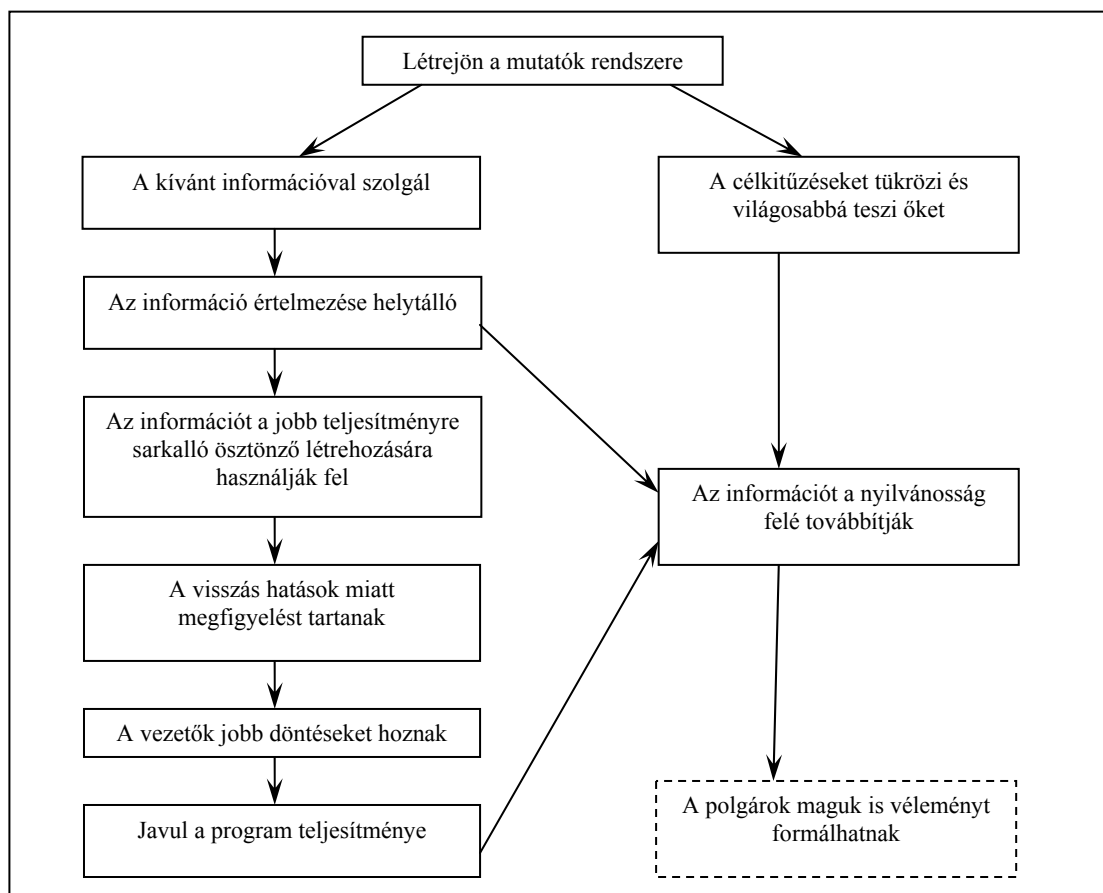 Létrejön a mutatók rendszere
A kívánt információval szolgál
A célkitűzéseket tükrözi és
világosabbá teszi őket
Az információ értelmezése helytálló
Az információt a jobb teljesítményre
sarkalló ösztönző létrehozására
használják fel
Az információt a nyilvánosság
felé továbbítják
A visszás hatások miatt
megfigyelést tartanak
A vezetők jobb döntéseket hoznak
Javul a program teljesítménye
A polgárok maguk is véleményt
formálhatnak